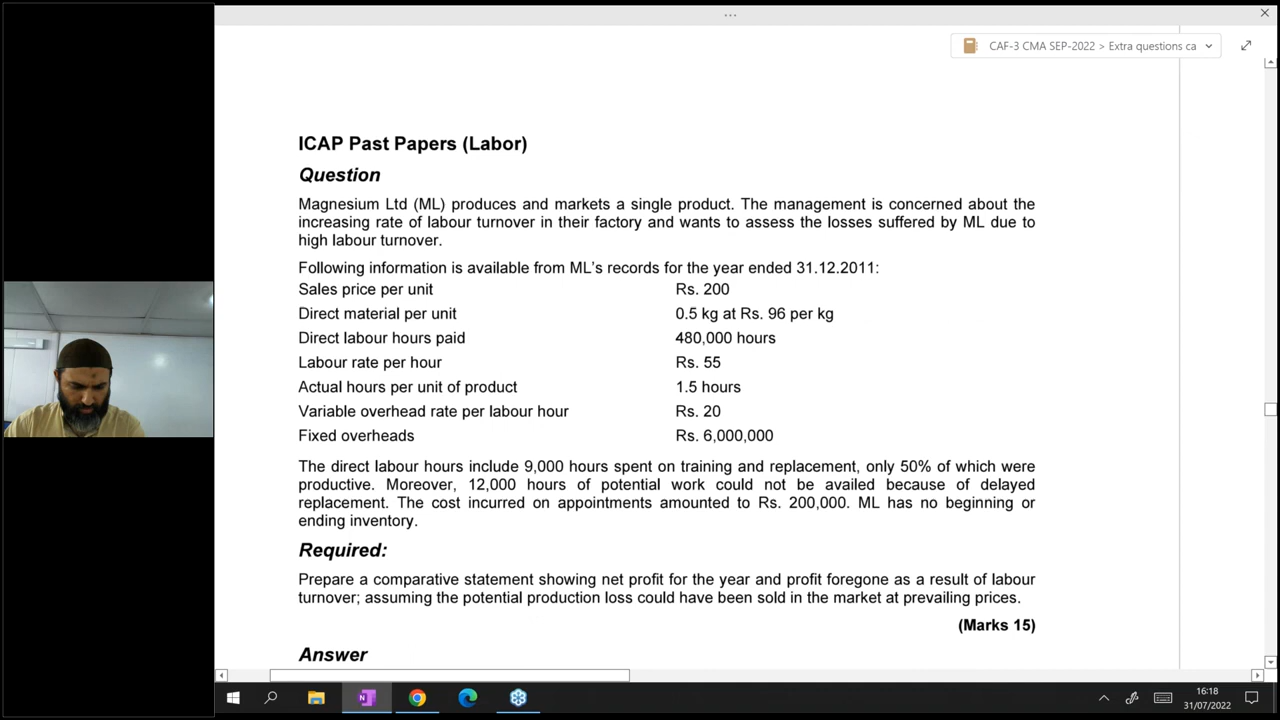 CAF-3 CMA SEP-2022 > Extra questions ca
ICAP Past Papers (Labor)
Question
Magnesium Ltd (ML) produces and markets a single product. The management is concerned about the
increasing rate of labour turnover in their factory and wants to assess the losses suffered by ML due to
high labour turnover.
Following information is available from ML's records for the year ended 31.12.2011:
Sales price per unit Rs. 200
Direct material per unit 0.5 kg at Rs. 96 per kg
Direct labour hours paid 480,000 hours
Labour rate per hour Rs. 55
Actual hours per unit of product 1.5 hours
Variable overhead rate per labour hour Rs. 20
Fixed overheads Rs. 6,000,000
The direct labour hours include 9,000 hours spent on training and replacement, only 50% of which were
productive. Moreover, 12,000 hours of potential work could not be availed because of delayed
replacement. The cost incurred on appointments amounted to Rs. 200,000. ML has no beginning or
ending inventory.
Required:
Prepare a comparative statement showing net profit for the year and profit foregone as a result of labour
turnover; assuming the potential production loss could have been sold in the market at prevailing prices.
(Marks 15)
Answer
16:18
31/07/2022